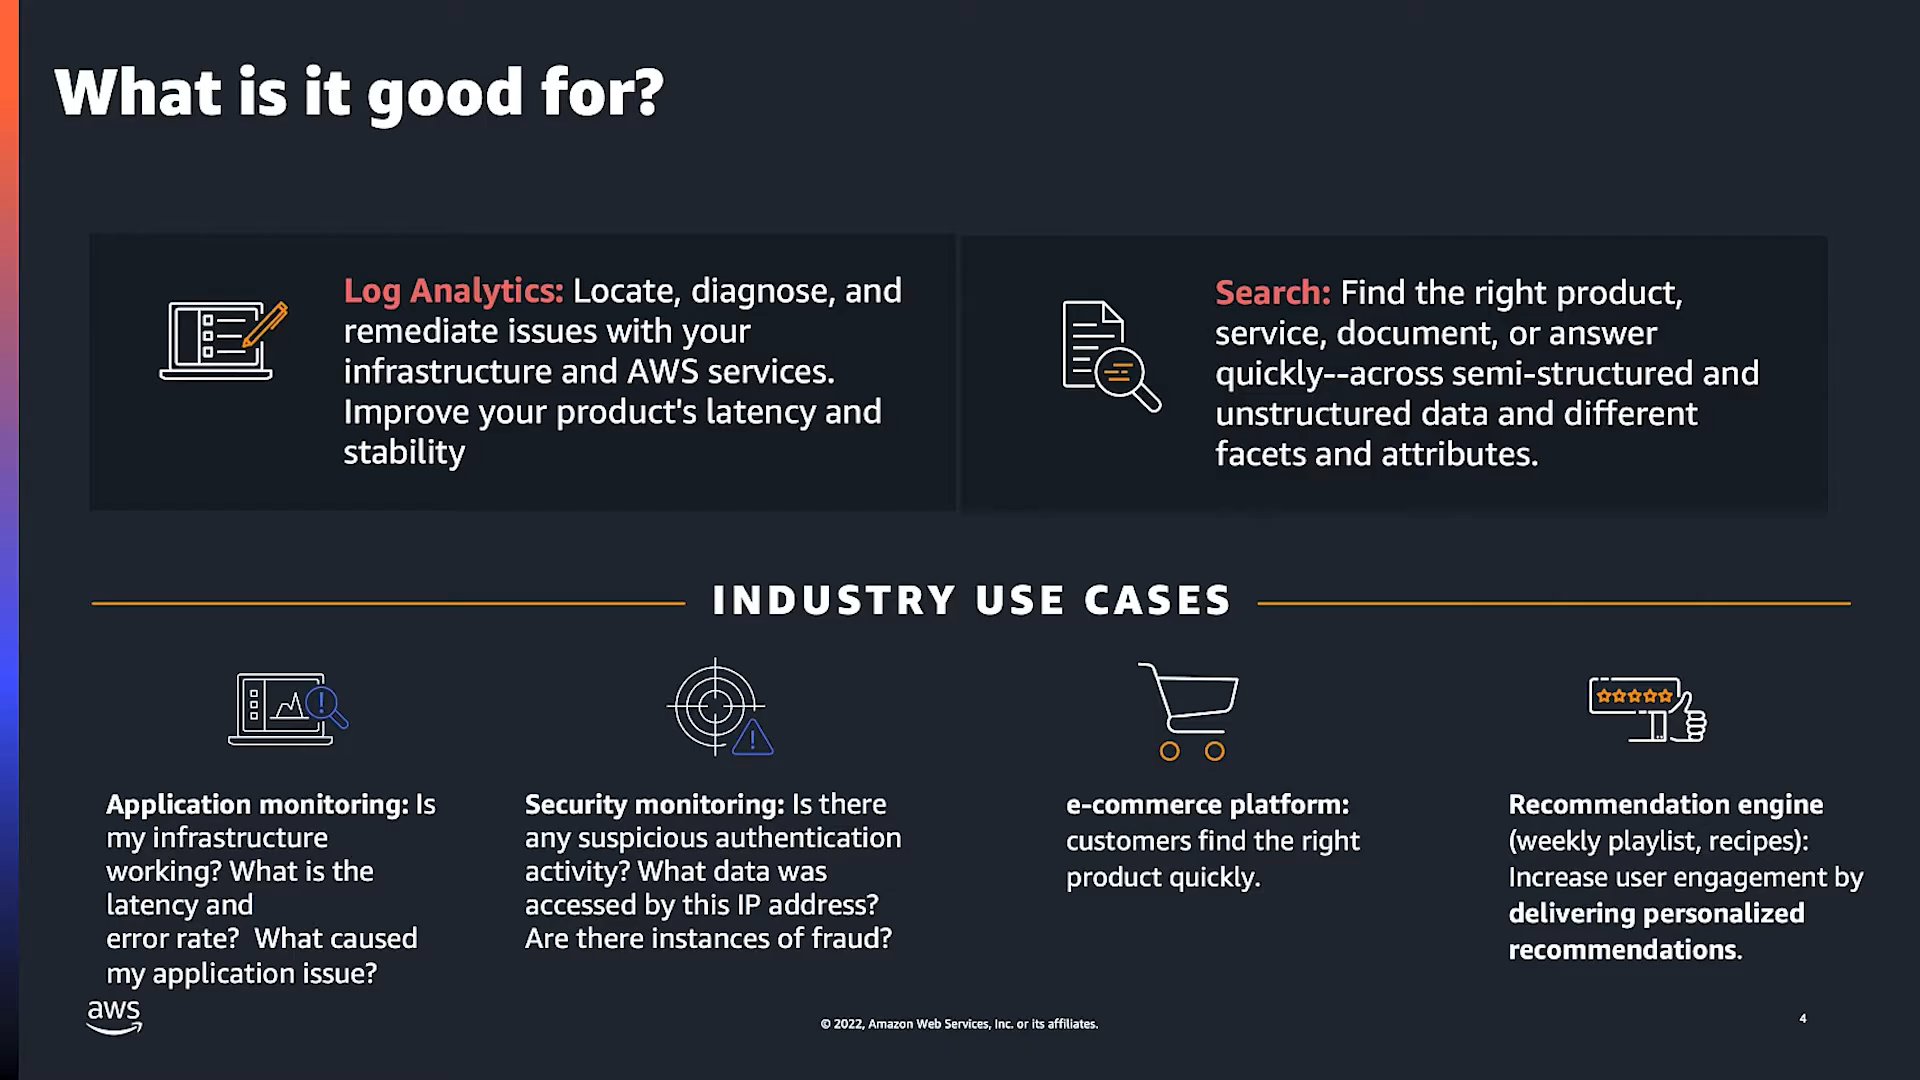 What is it good for?
Log Analytics: Locate, diagnose, and
remediate issues with your
infrastructure and AWS services.
Improve your product's latency and
stability
Search: Find the right product,
service, document, or answer
quickly--across semi-structured and
unstructured data and different
facets and attributes.
INDUSTRY USE CASES
Application monitoring: Is
my infrastructure
working? What is the
latency and
error rate?  What caused
my application issue?
Security monitoring: Is there
any suspicious authentication
activity? What data was
accessed by this IP address?
Are there instances of fraud?
e-commerce platform:
customers find the right
product quickly.
Recommendation engine
(weekly playlist, recipes):
Increase user engagement by
delivering personalized
recommendations.
aws
© 2022, Amazon Web Services, Inc. or its affiliates.
4